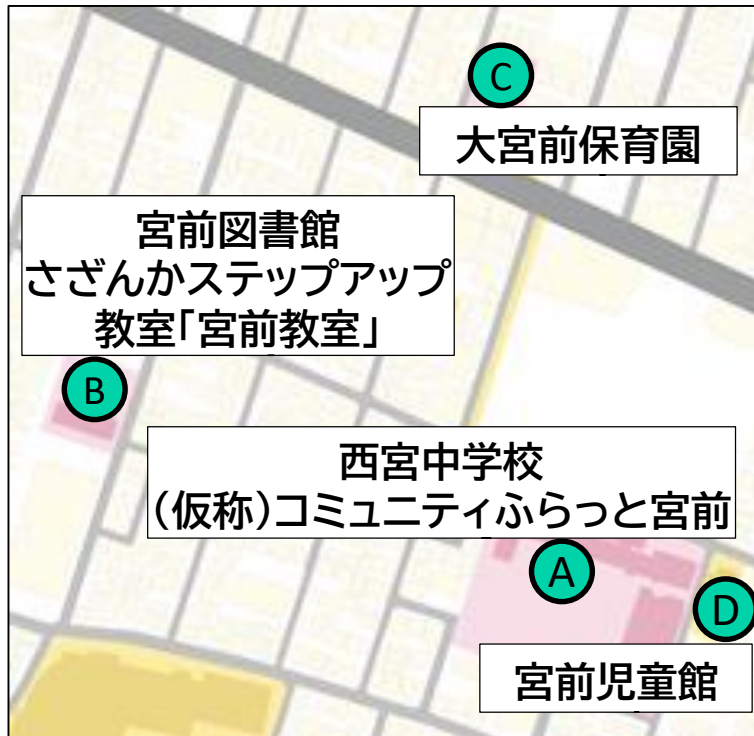 C
大宮前保育園
宮前図書館
さざんかステップアップ
教室「宮前教室」
B
西宮中学校
（仮称）コミュニティふらっと宮前
A
D
宮前児童館